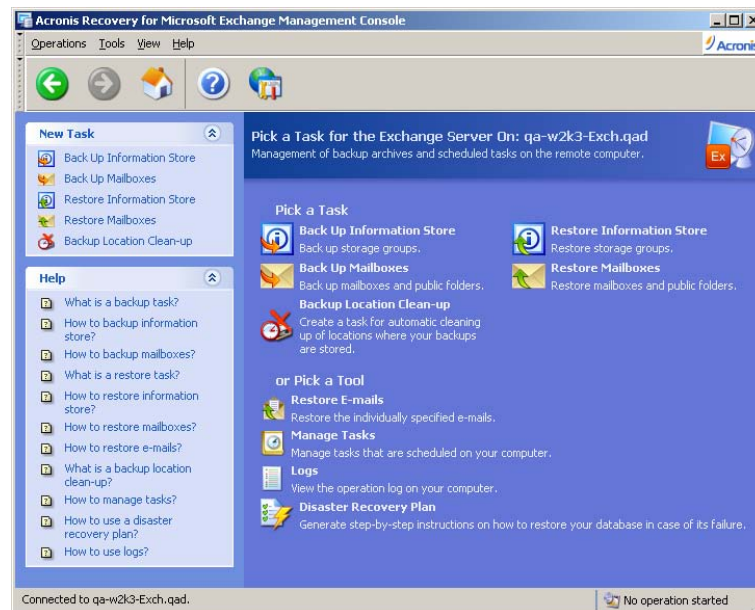 Acronis Recovery for Microsoft Exchange Management Console
Operations Tools View Help
Acronis
New Task
Back Up Information Store
Back Up Mailboxes
Restore Information Store
Restore Mailboxes
Backup Location Clean-up
Help
What is a backup task?
How to backup information
store?
How to backup mailboxes?
What is a restore task?
How to restore information
store?
How to restore mailboxes?
How to restore e-mails?
What is a backup location
clean-up?
How to manage tasks?
How to use a disaster
recovery plan?
How to use logs?
Pick a Task for the Exchange Server On: qa-w2k3-Exch.qad
Management of backup archives and scheduled tasks on the remote computer.
Ex
Pick a Task
Back Up Information Store
Back up storage groups.
Restore Information Store
Restore storage groups.
Back Up Mailboxes
Back up mailboxes and public folders.
Restore Mailboxes
Restore mailboxes and public folders.
Backup Location Clean-up
Create a task for automatic cleaning
up of locations where your backups
are stored.
or Pick a Tool
Restore E-mails
Restore the individually specified e-mails.
Manage Tasks
Manage tasks that are scheduled on your computer.
Logs
View the operation log on your computer.
Disaster Recovery Plan
Generate step-by-step instructions on how to restore your database in case of its failure.
Connected to qa-w2k3-Exch.qad.
No operation started